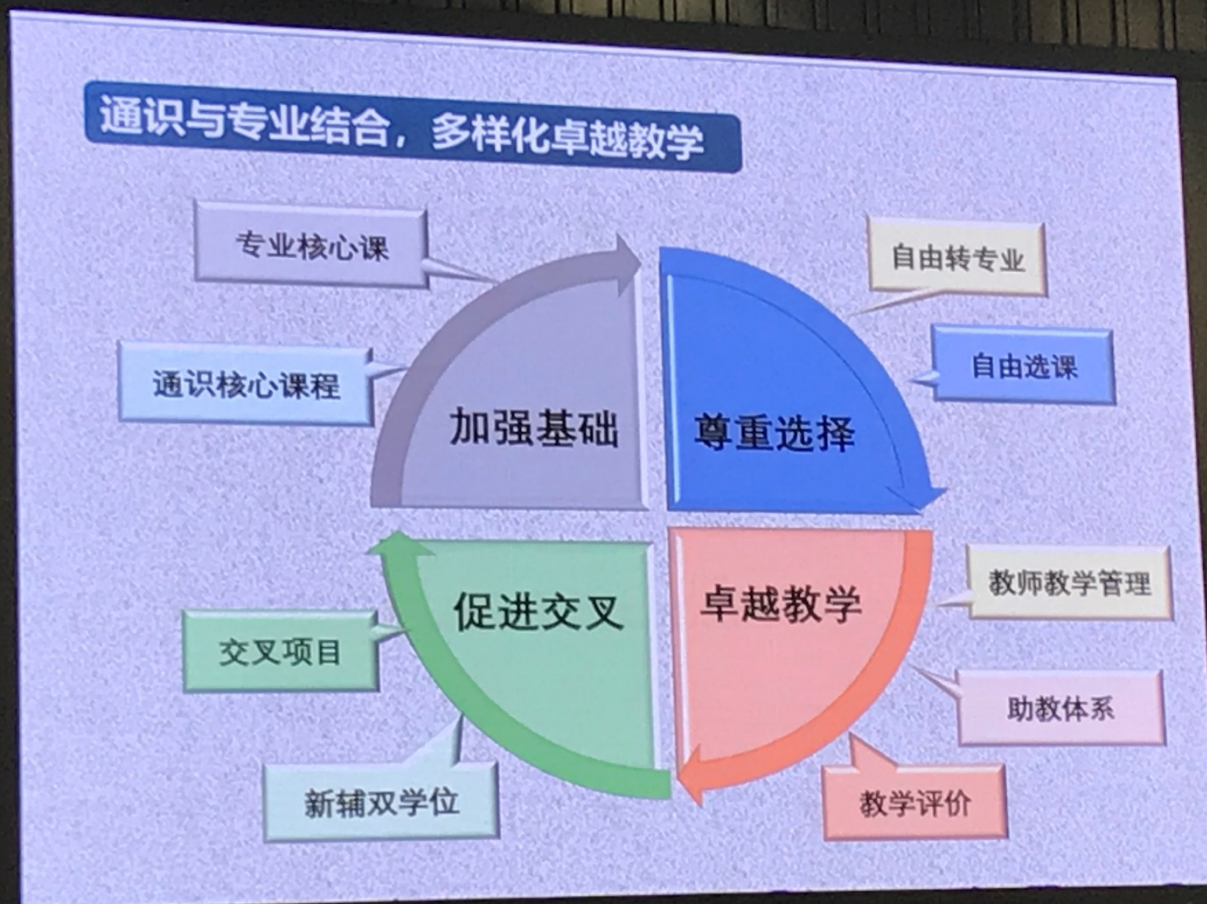 通识与专业结合，多样化卓越教学
专业核心课
自由转专业
通识核心课程
自由选课
加强基础
尊重选择
促进交叉
卓越教学
教师教学管理
交叉项目
助教体系
新辅双学位
教学评价